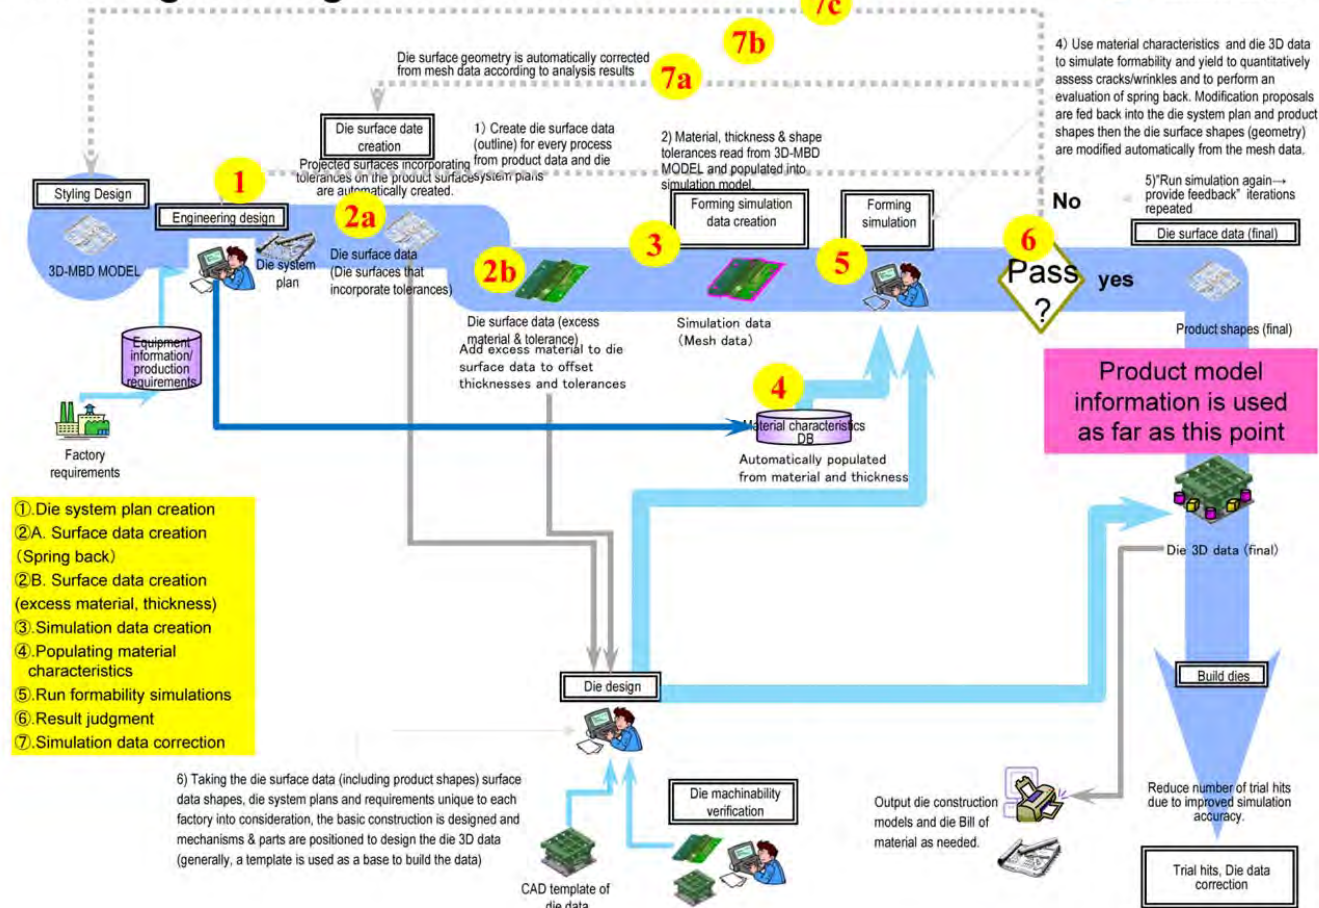 7c
7b
7a
Die surface geometry is automatically corrected
from mesh data according to analysis results
4) Use material characteristics and die 3D data
to simulate formability and yield to quantitatively
assess cracks/wrinkles and to perform an
evaluation of spring back. Modification proposals
are fed back into the die system plan and product
shapes then the die surface shapes (geometry)
are modified automatically from the mesh data.
Die surface date
creation
1) Create die surface data
(outline) for every process
from product data and die
system plans
2) Material, thickness & shape
tolerances read from 3D-MBD
MODEL and populated into
simulation model.
Projected surfaces incorporating
tolerances on the product surface
are automatically created.
1
Styling Design
Engineering design
3D-MBD MODEL
Die system
plan
2a
Die surface data
(Die surfaces that
incorporate tolerances)
2b
Die surface data (excess
material & tolerance)
Add excess material to die
surface data to offset
thicknesses and tolerances
3
Forming simulation
data creation
Simulation data
(Mesh data)
Forming
simulation
5
6
No
Pass
?
yes
5)"Run simulation again→
provide feedback" iterations
repeated
Die surface data (final)
Product shapes (final)
Product model
information is used
as far as this point
Equipment
information/
production
requirements
Factory
requirements
4
Material characteristics
DB
Automatically populated
from material and thickness
①.Die system plan creation
②A. Surface data creation
(Spring back)
②B. Surface data creation
(excess material, thickness)
③.Simulation data creation
④.Populating material
characteristics
⑤.Run formability simulations
⑥.Result judgment
⑦.Simulation data correction
Die 3D data (final)
Die design
Build dies
6) Taking the die surface data (including product shapes) surface
data shapes, die system plans and requirements unique to each
factory into consideration, the basic construction is designed and
mechanisms & parts are positioned to design the die 3D data
(generally, a template is used as a base to build the data)
CAD template of
die data
Die machinability
verification
Output die construction
models and die Bill of
material as needed.
Reduce number of trial hits
due to improved simulation
accuracy.
Trial hits, Die data
correction